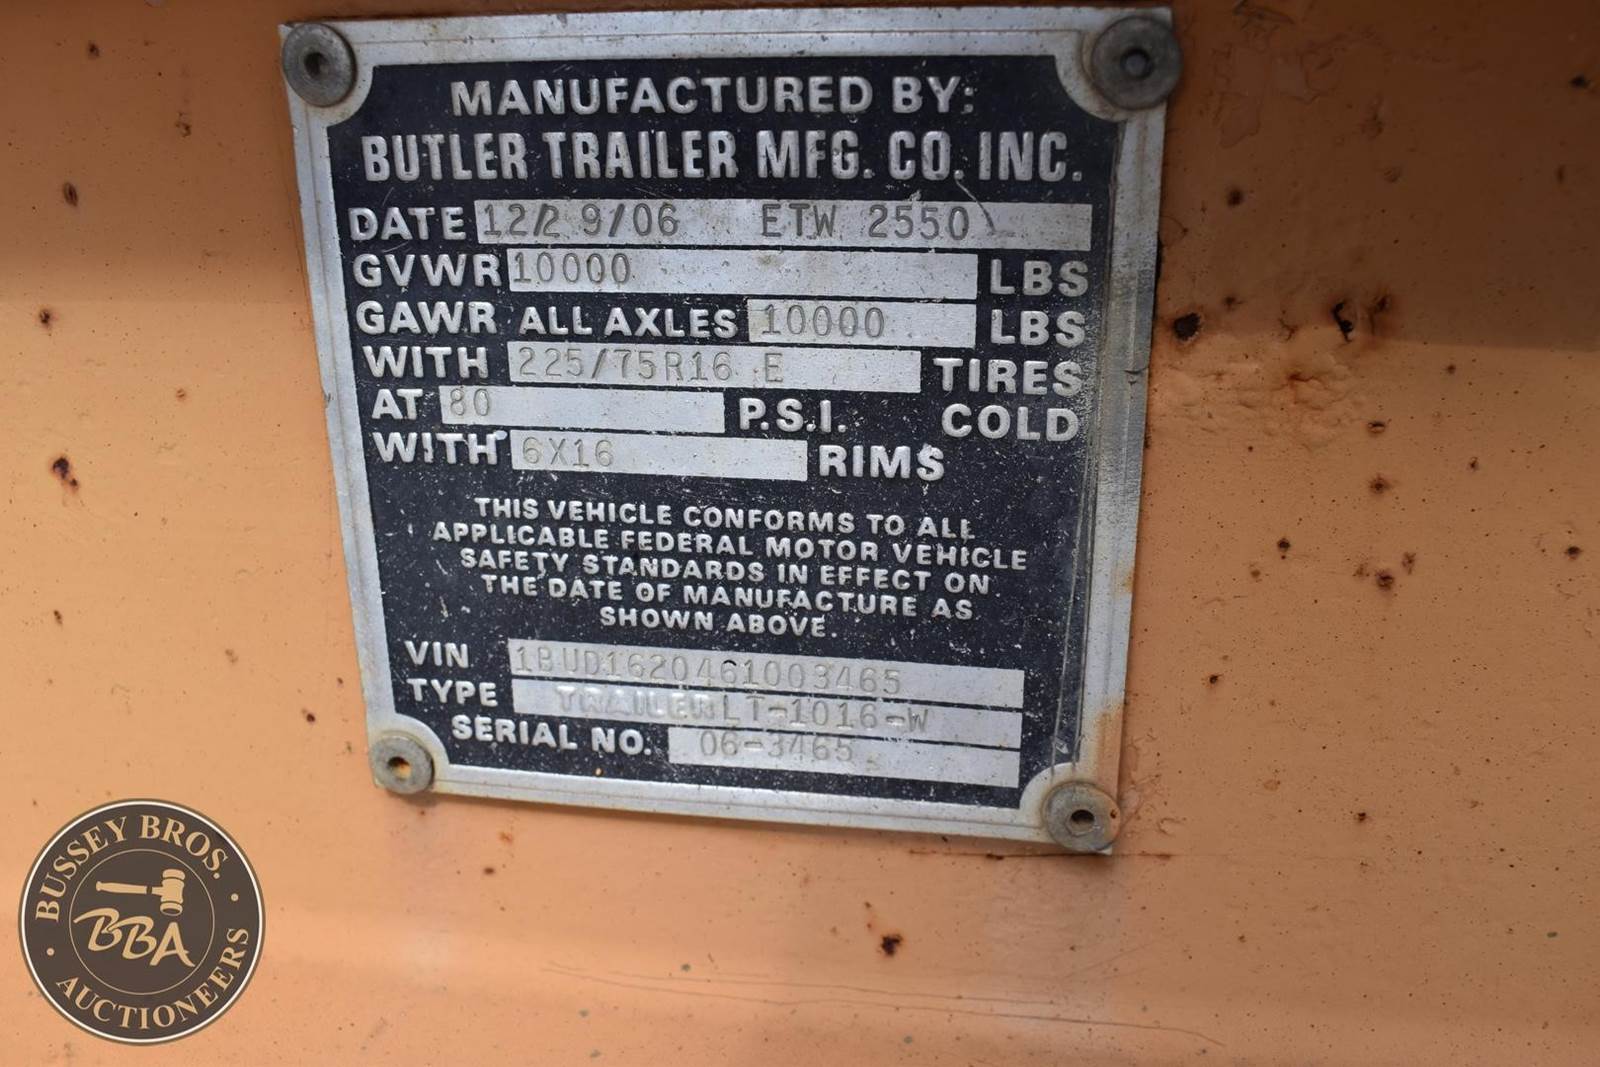 MANUFACTURED BY:
BUTLER TRAILER MFG. CO. INC.
DATE 12/29/06 ETW 2550
GVWR 10000 LBS
GAWR ALL AXLES 10000 LBS
WITH 225/75R16 E TIRES
AT 80 P.S.I. COLD
WITH 6X16 RIMS
THIS VEHICLE CONFORMS TO ALL
APPLICABLE FEDERAL MOTOR VEHICLE
SAFETY STANDARDS IN EFFECT ON
THE DATE OF MANUFACTURE AS
SHOWN ABOVE.
VIN 1BUD1620461003465
TYPE TRAILER LT-1016-W
SERIAL NO. 06-3465
BUSSEY BROS.
BBA
AUCTIONEERS